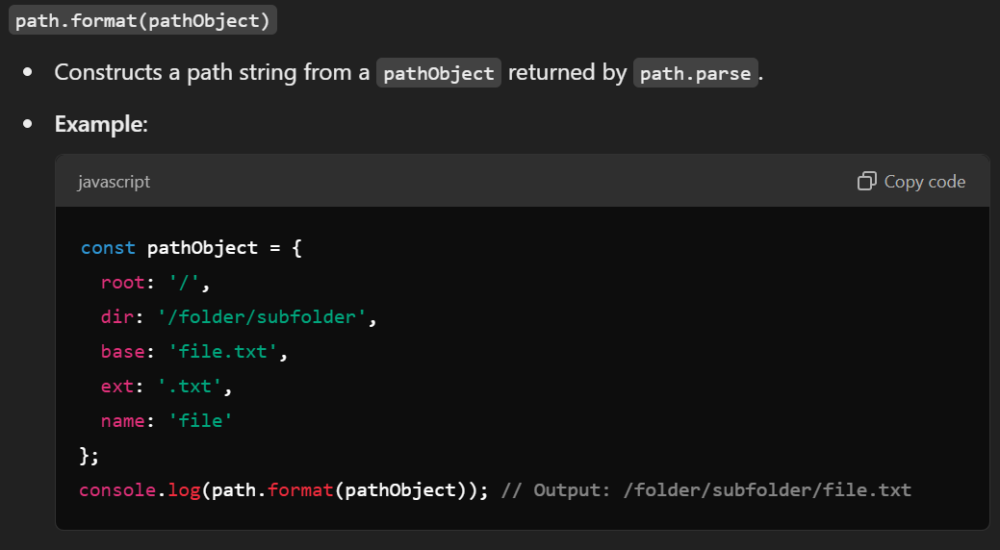 path.format(pathObject)
Constructs a path string from a pathObject returned by path.parse.
Example:
javascript
Copy code
const pathObject = {
  root: '/',
  dir: '/folder/subfolder',
  base: 'file.txt',
  ext: '.txt',
  name: 'file'
};
console.log(path.format(pathObject)); // Output: /folder/subfolder/file.txt